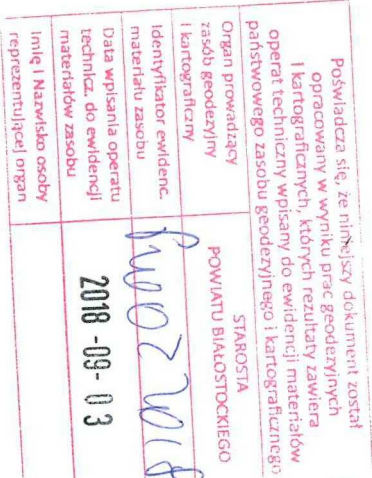 Poświadcza się, że niniejszy dokument został
opracowany w wyniku prac geodezyjnych
i kartograficznych, których rezultaty zawiera
operat techniczny wpisany do ewidencji materiałów
państwowego zasobu geodezyjnego i kartograficznego
Organ prowadzący
zasób geodezyjny
i kartograficzny
STAROSTA
POWIATU BIAŁOSTOCKIEGO
Identyfikator ewidenc.
materiału zasobu
Data wpisania operatu
technicz. do ewidencji
materiałów zasobu
2018 -09- 03
Imię i Nazwisko osoby
reprezentującej organ